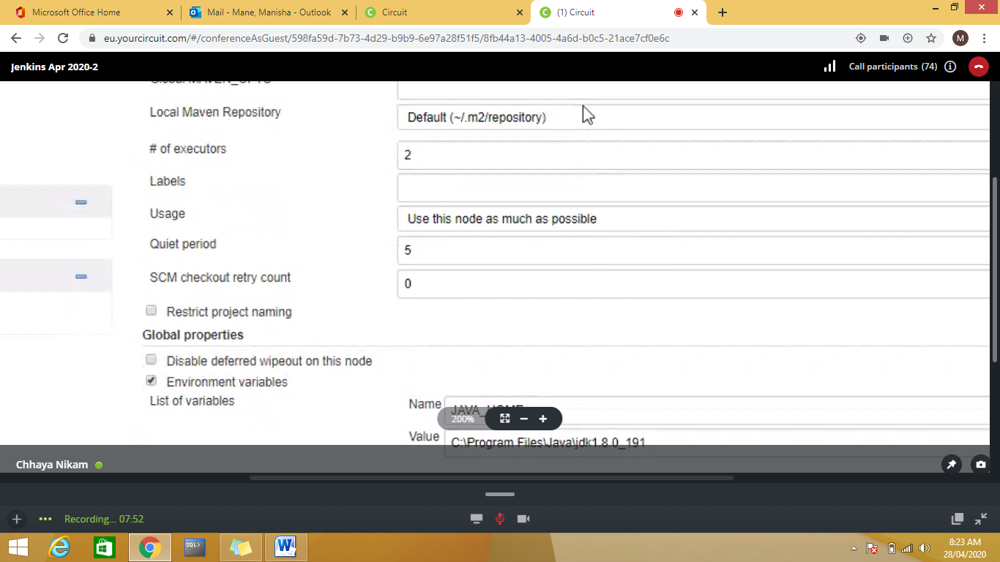 Microsoft Office Home
Mail - Mane, Manisha - Outlook
Circuit
(1) Circuit
eu.yourcircuit.com/#/conferenceAsGuest/598fa59d-7b73-4d29-b9b9-6e97a28f51f5/8fb44a13-4005-4a6d-b0c5-21ace7cf0e6c
M
Jenkins Apr 2020-2
Call participants (74)
Global MAVEN_OPTS
Local Maven Repository
Default (~/.m2/repository)
# of executors
2
Labels
Usage
Use this node as much as possible
Quiet period
5
SCM checkout retry count
0
Restrict project naming
Global properties
Disable deferred wipeout on this node
Environment variables
List of variables
Name
JAVA_HOME
200%
Value
C:\Program Files\Java\jdk1.8.0_191
Chhaya Nikam
Recording... 07:52
SQL>
8:23 AM
28/04/2020